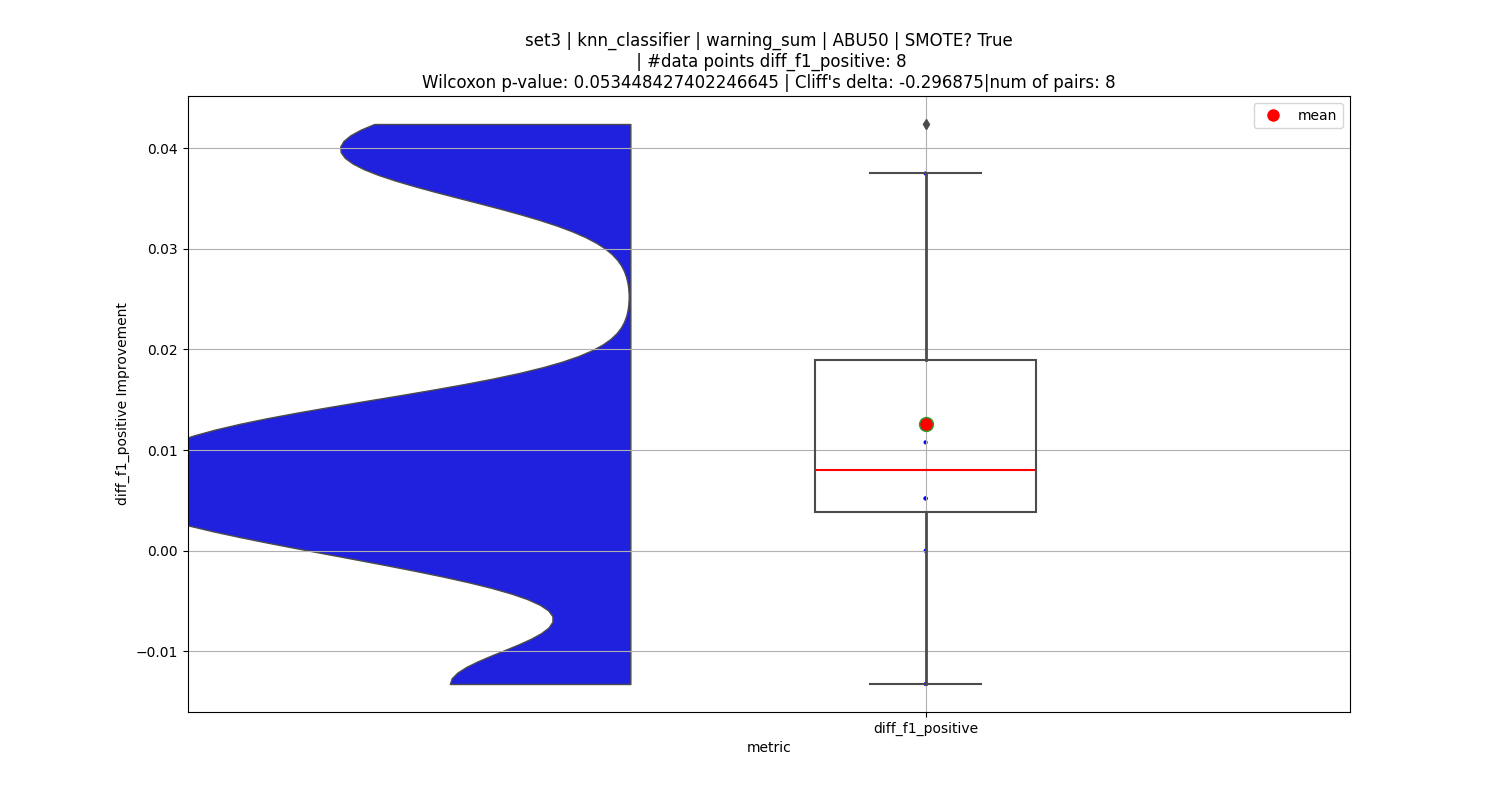 set3 | knn_classifier | warning_sum | ABU50 | SMOTE? True
| #data points diff_f1_positive: 8
Wilcoxon p-value: 0.053448427402246645 | Cliff's delta: -0.296875|num of pairs: 8
mean
0.04
0.03
0.02
0.01
0.00
−0.01
diff_f1_positive Improvement
diff_f1_positive
metric